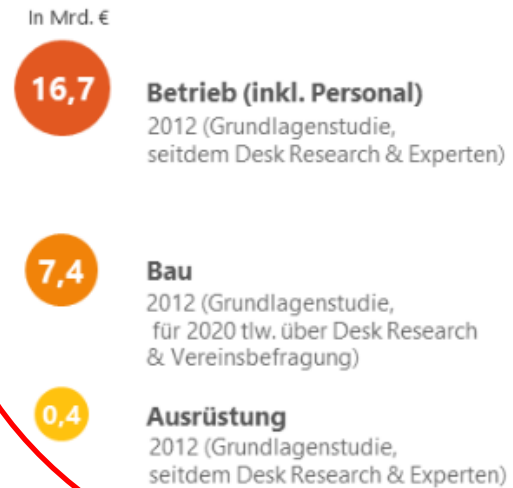 In Mrd. €
16,7
Betrieb (inkl. Personal)
2012 (Grundlagenstudie,
seitdem Desk Research & Experten)
7,4
Bau
2012 (Grundlagenstudie,
für 2020 tlw. über Desk Research
& Vereinsbefragung)
0,4
Ausrüstung
2012 (Grundlagenstudie,
seitdem Desk Research & Experten)